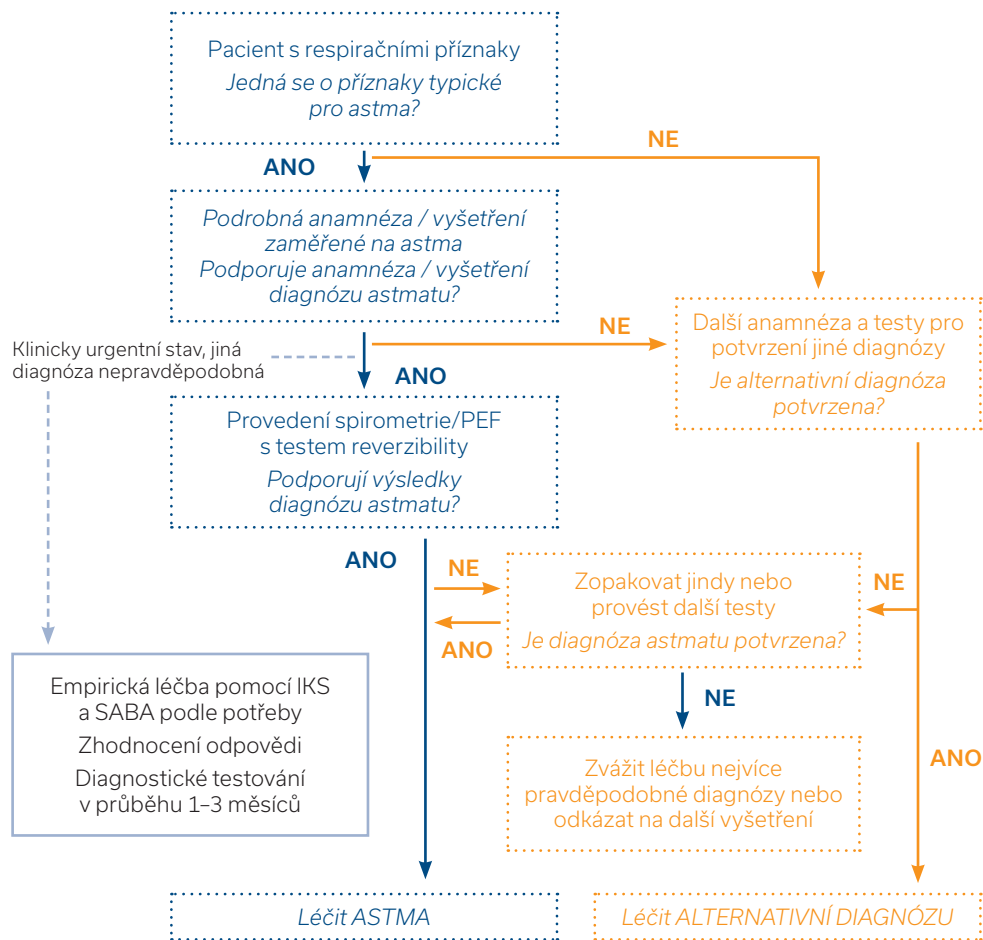 Pacient s respiračními příznaky
Jedná se o příznaky typické
pro astma?
NE
ANO
Podrobná anamnéza / vyšetření
zaměřené na astma
Podporuje anamnéza / vyšetření
diagnózu astmatu?
NE
Další anamnéza a testy pro
potvrzení jiné diagnózy
Je alternativní diagnóza
potvrzena?
Klinicky urgentní stav, jiná
diagnóza nepravděpodobná
ANO
Provedení spirometrie/PEF
s testem reverzibility
Podporují výsledky
diagnózu astmatu?
ANO
NE
ANO
Zopakovat jindy nebo
provést další testy
Je diagnóza astmatu potvrzena?
NE
NE
Empirická léčba pomocí IKS
a SABA podle potřeby
Zhodnocení odpovědi
Diagnostické testování
v průběhu 1–3 měsíců
Zvážit léčbu nejvíce
pravděpodobné diagnózy nebo
odkázat na další vyšetření
ANO
Léčit ASTMA
Léčit ALTERNATIVNÍ DIAGNÓZU